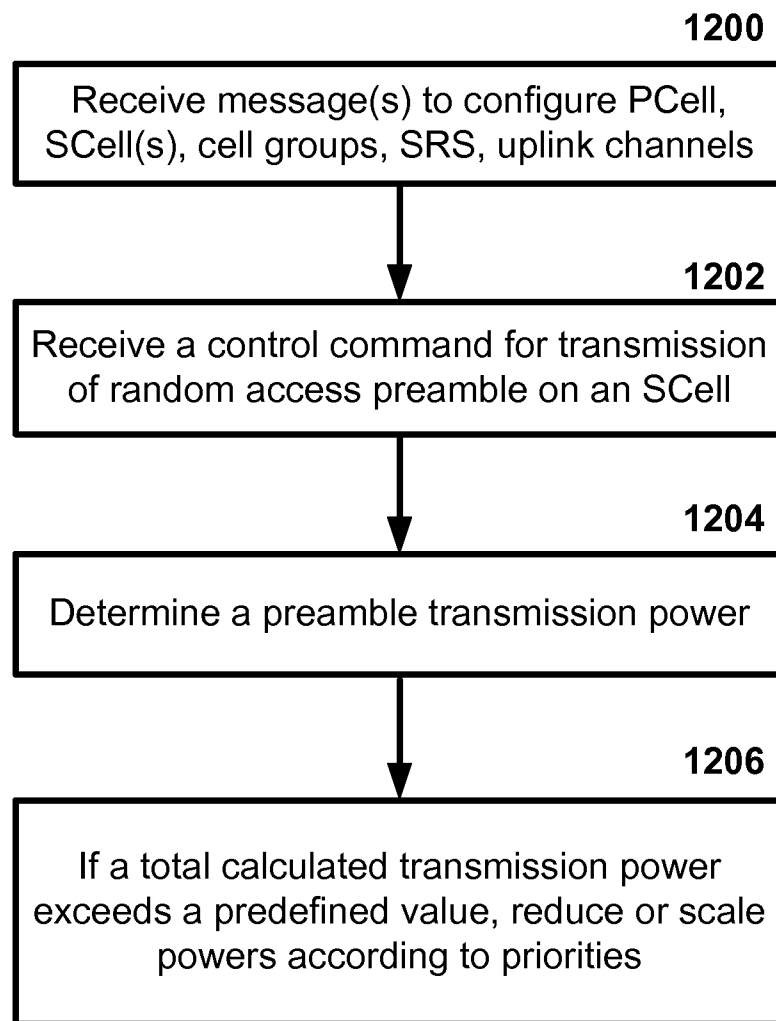 1200
Receive message(s) to configure PCell,
SCell(s), cell groups, SRS, uplink channels
1202
Receive a control command for transmission
of random access preamble on an SCell
1204
Determine a preamble transmission power
1206
If a total calculated transmission power
exceeds a predefined value, reduce or scale
powers according to priorities